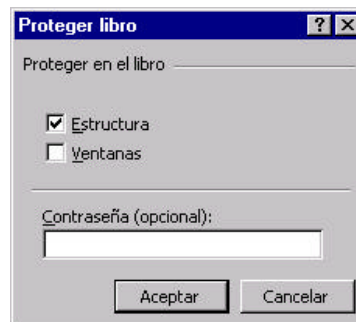 Proteger libro
Proteger en el libro
Estructura
Ventanas
Contraseña (opcional):
Aceptar Cancelar